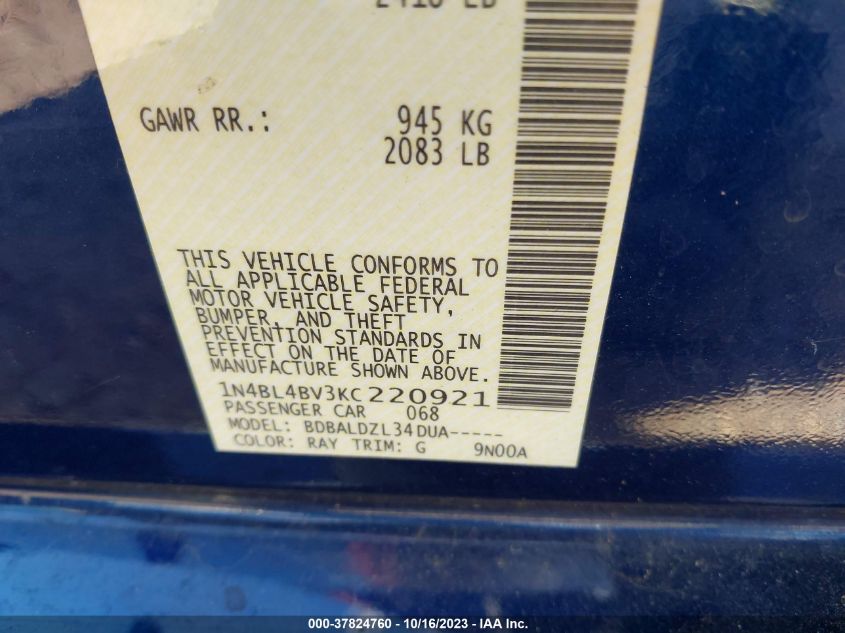 2416 LB
GAWR RR.: 945 KG
2083 LB
THIS VEHICLE CONFORMS TO
ALL APPLICABLE FEDERAL
MOTOR VEHICLE SAFETY,
BUMPER, AND THEFT
PREVENTION STANDARDS IN
EFFECT ON THE DATE OF
MANUFACTURE SHOWN ABOVE.
1N4BL4BV3KC220921
PASSENGER CAR 068
MODEL: BDBALDZL34DUA-----
COLOR: RAY TRIM: G 9N00A
000-37824760 - 10/16/2023 - IAA Inc.